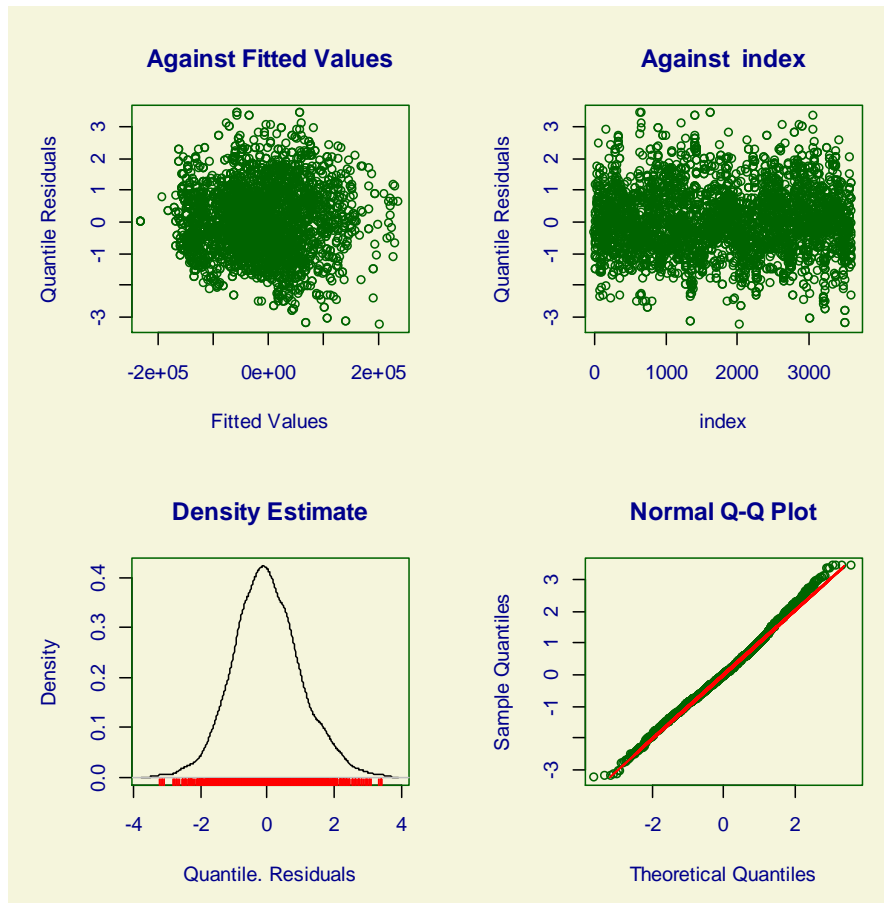 Against Fitted Values
Quantile Residuals
3
2
1
0
-1
-3
-2e+05 0e+00 2e+05
Fitted Values
Against index
Quantile Residuals
3
2
1
0
-1
-3
0 1000 2000 3000
index
Density Estimate
Density
0.4
0.3
0.2
0.1
0.0
-4 -2 0 2 4
Quantile. Residuals
Normal Q-Q Plot
Sample Quantiles
3
2
1
0
-1
-3
-2 0 2
Theoretical Quantiles